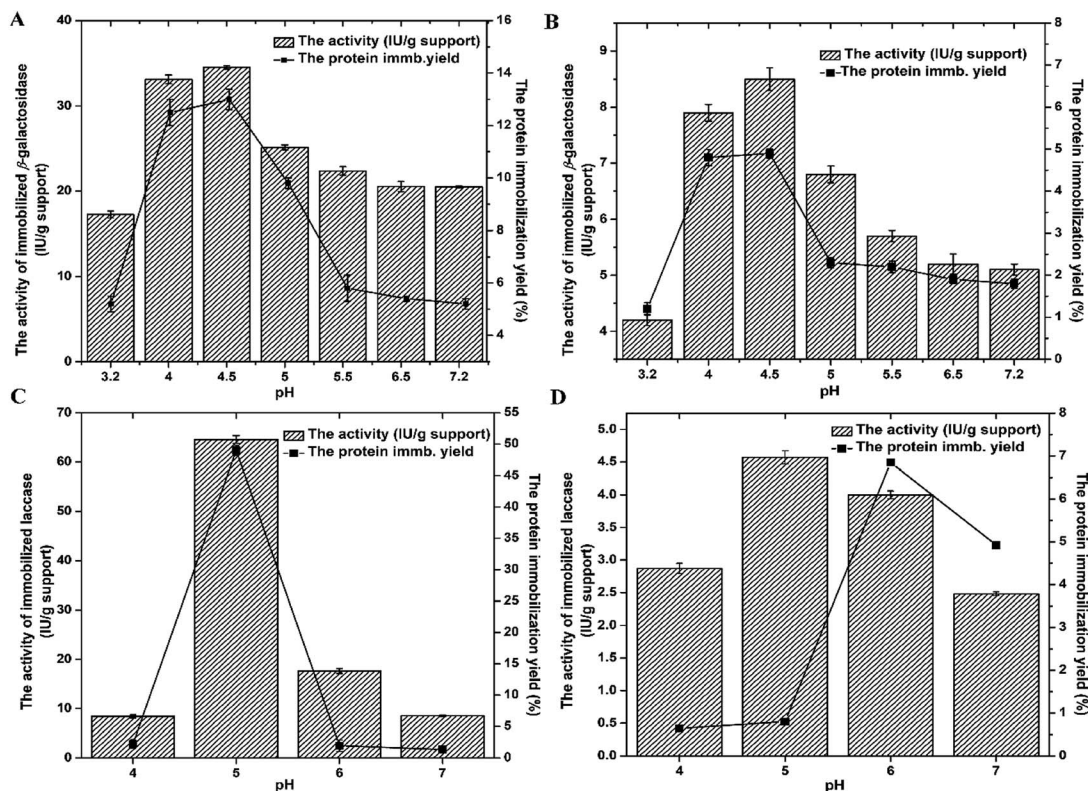 A
The activity of immobilized β-galactosidase
(IU/g support)
40
30
20
10
0
The activity (IU/g support)
The protein immb.yield
16
14
12
10
8
6
4
The protein immobilization yield (%)
3.2 4 4.5 5 5.5 6.5 7.2
pH
B
The activity of immobilized β-galactosidase
(IU/g support)
9
8
7
6
5
4
The activity (IU/g support)
The protein immb. yield
8
7
6
5
4
3
2
1
0
The protein immobilization yield (%)
3.2 4 4.5 5 5.5 6.5 7.2
pH
C
The activity of immobilized laccase
(IU/g support)
70
60
50
40
30
20
10
0
The activity (IU/g support)
The protein immb. yield
55
50
45
40
35
30
25
20
15
10
5
0
The protein immobilization yield (%)
4 5 6 7
pH
D
The activity of immobilized laccase
(IU/g support)
5.0
4.5
4.0
3.5
3.0
2.5
2.0
1.5
1.0
0.5
0.0
The activity (IU/g support)
The protein immb. yield
8
7
6
5
4
3
2
1
0
The protein immobilization yield (%)
4 5 6 7
pH